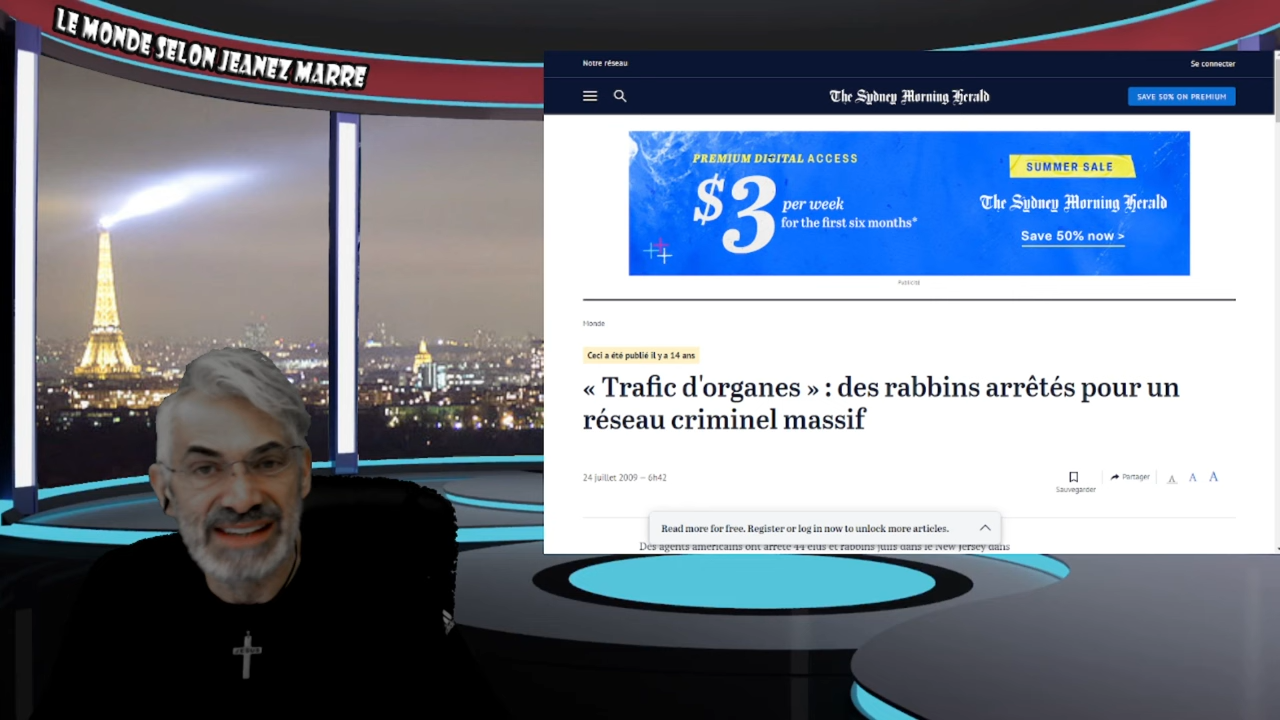 LE MONDE SELON JEANEZ MARRE
Notre réseau
Se connecter
The Sydney Morning Herald
SAVE 50% ON PREMIUM
PREMIUM DIGITAL ACCESS
$3 per week
for the first six months*
SUMMER SALE
The Sydney Morning Herald
Save 50% now >
Publicité
Monde
Ceci a été publié il y a 14 ans
« Trafic d'organes » : des rabbins arrêtés pour un
réseau criminel massif
24 juillet 2009 — 6h42
Sauvegarder
Partager
A A A
Read more for free. Register or log in now to unlock more articles.
Des agents américains ont arrêté 44 élus et rabbins juifs dans le New Jersey dans
JESUS